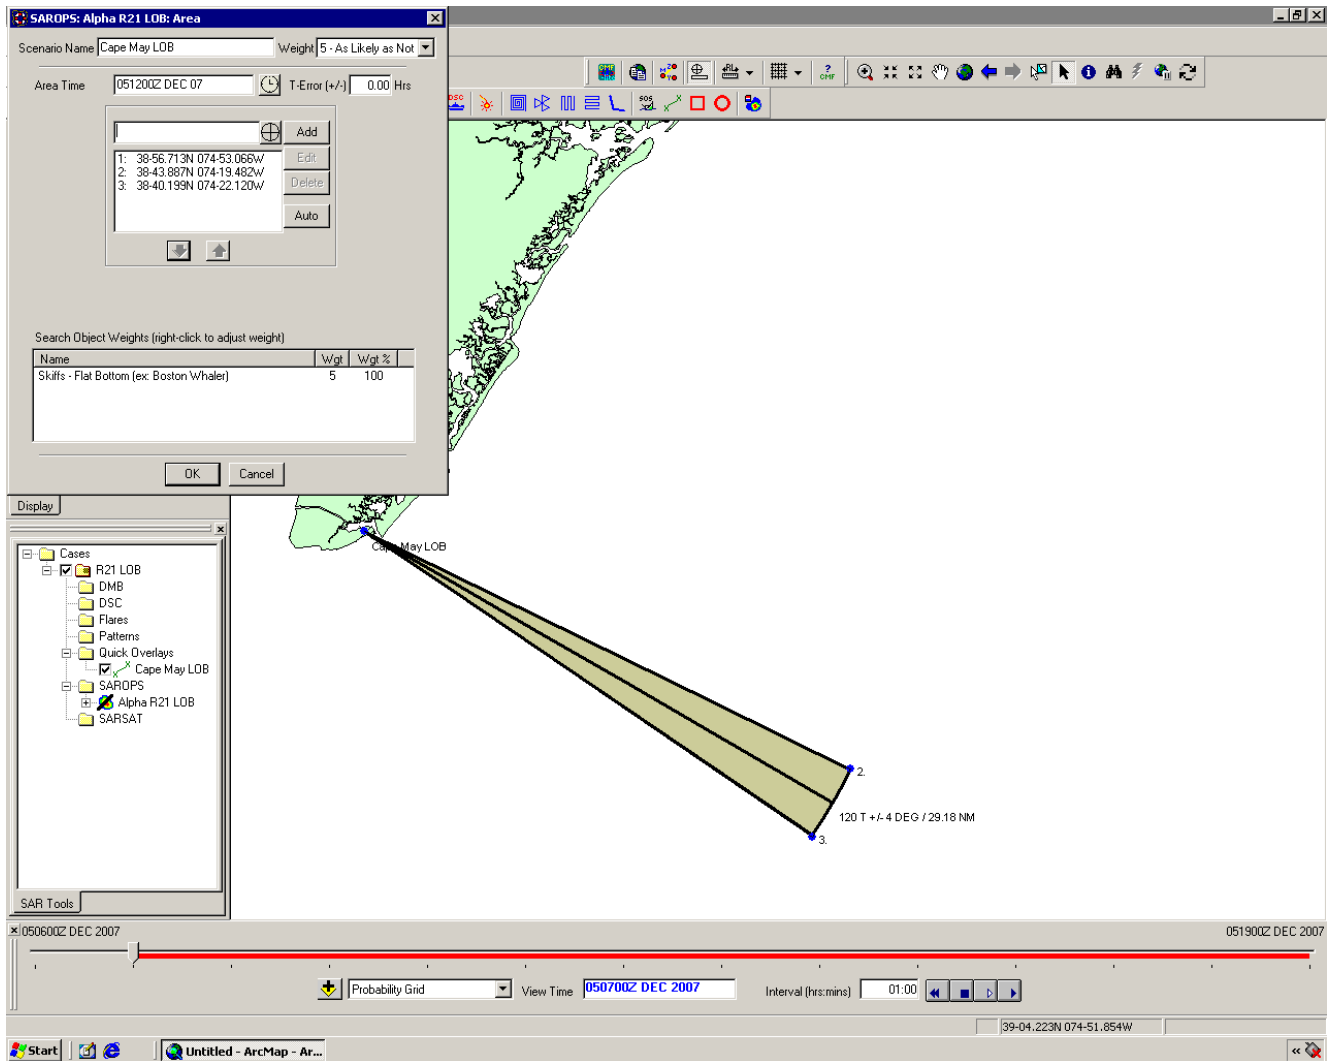 SAROPS: Alpha R21 LOB: Area
Scenario Name Cape May LOB Weight 5 - As Likely as Not
Area Time 051200Z DEC 07 T-Error (+/-) 0.00 Hrs
Add
1: 38-56.713N 074-53.066W
2: 38-43.887N 074-19.482W
3: 38-40.199N 074-22.120W
Edit
Delete
Auto
Search Object Weights (right-click to adjust weight)
Name Wgt Wgt %
Skiffs - Flat Bottom (ex: Boston Whaler) 5 100
OK Cancel
Display
Cases
R21 LOB
DMB
DSC
Flares
Patterns
Quick Overlays
Cape May LOB
SAROPS
Alpha R21 LOB
SARSAT
SAR Tools
DSC
SOS
CMF
Cape May LOB
2.
120 T +/- 4 DEG / 29.18 NM
3.
050600Z DEC 2007 051900Z DEC 2007
Probability Grid View Time 050700Z DEC 2007 Interval (hrs:mins) 01:00
39-04.223N 074-51.854W
Start Untitled - ArcMap - Ar...